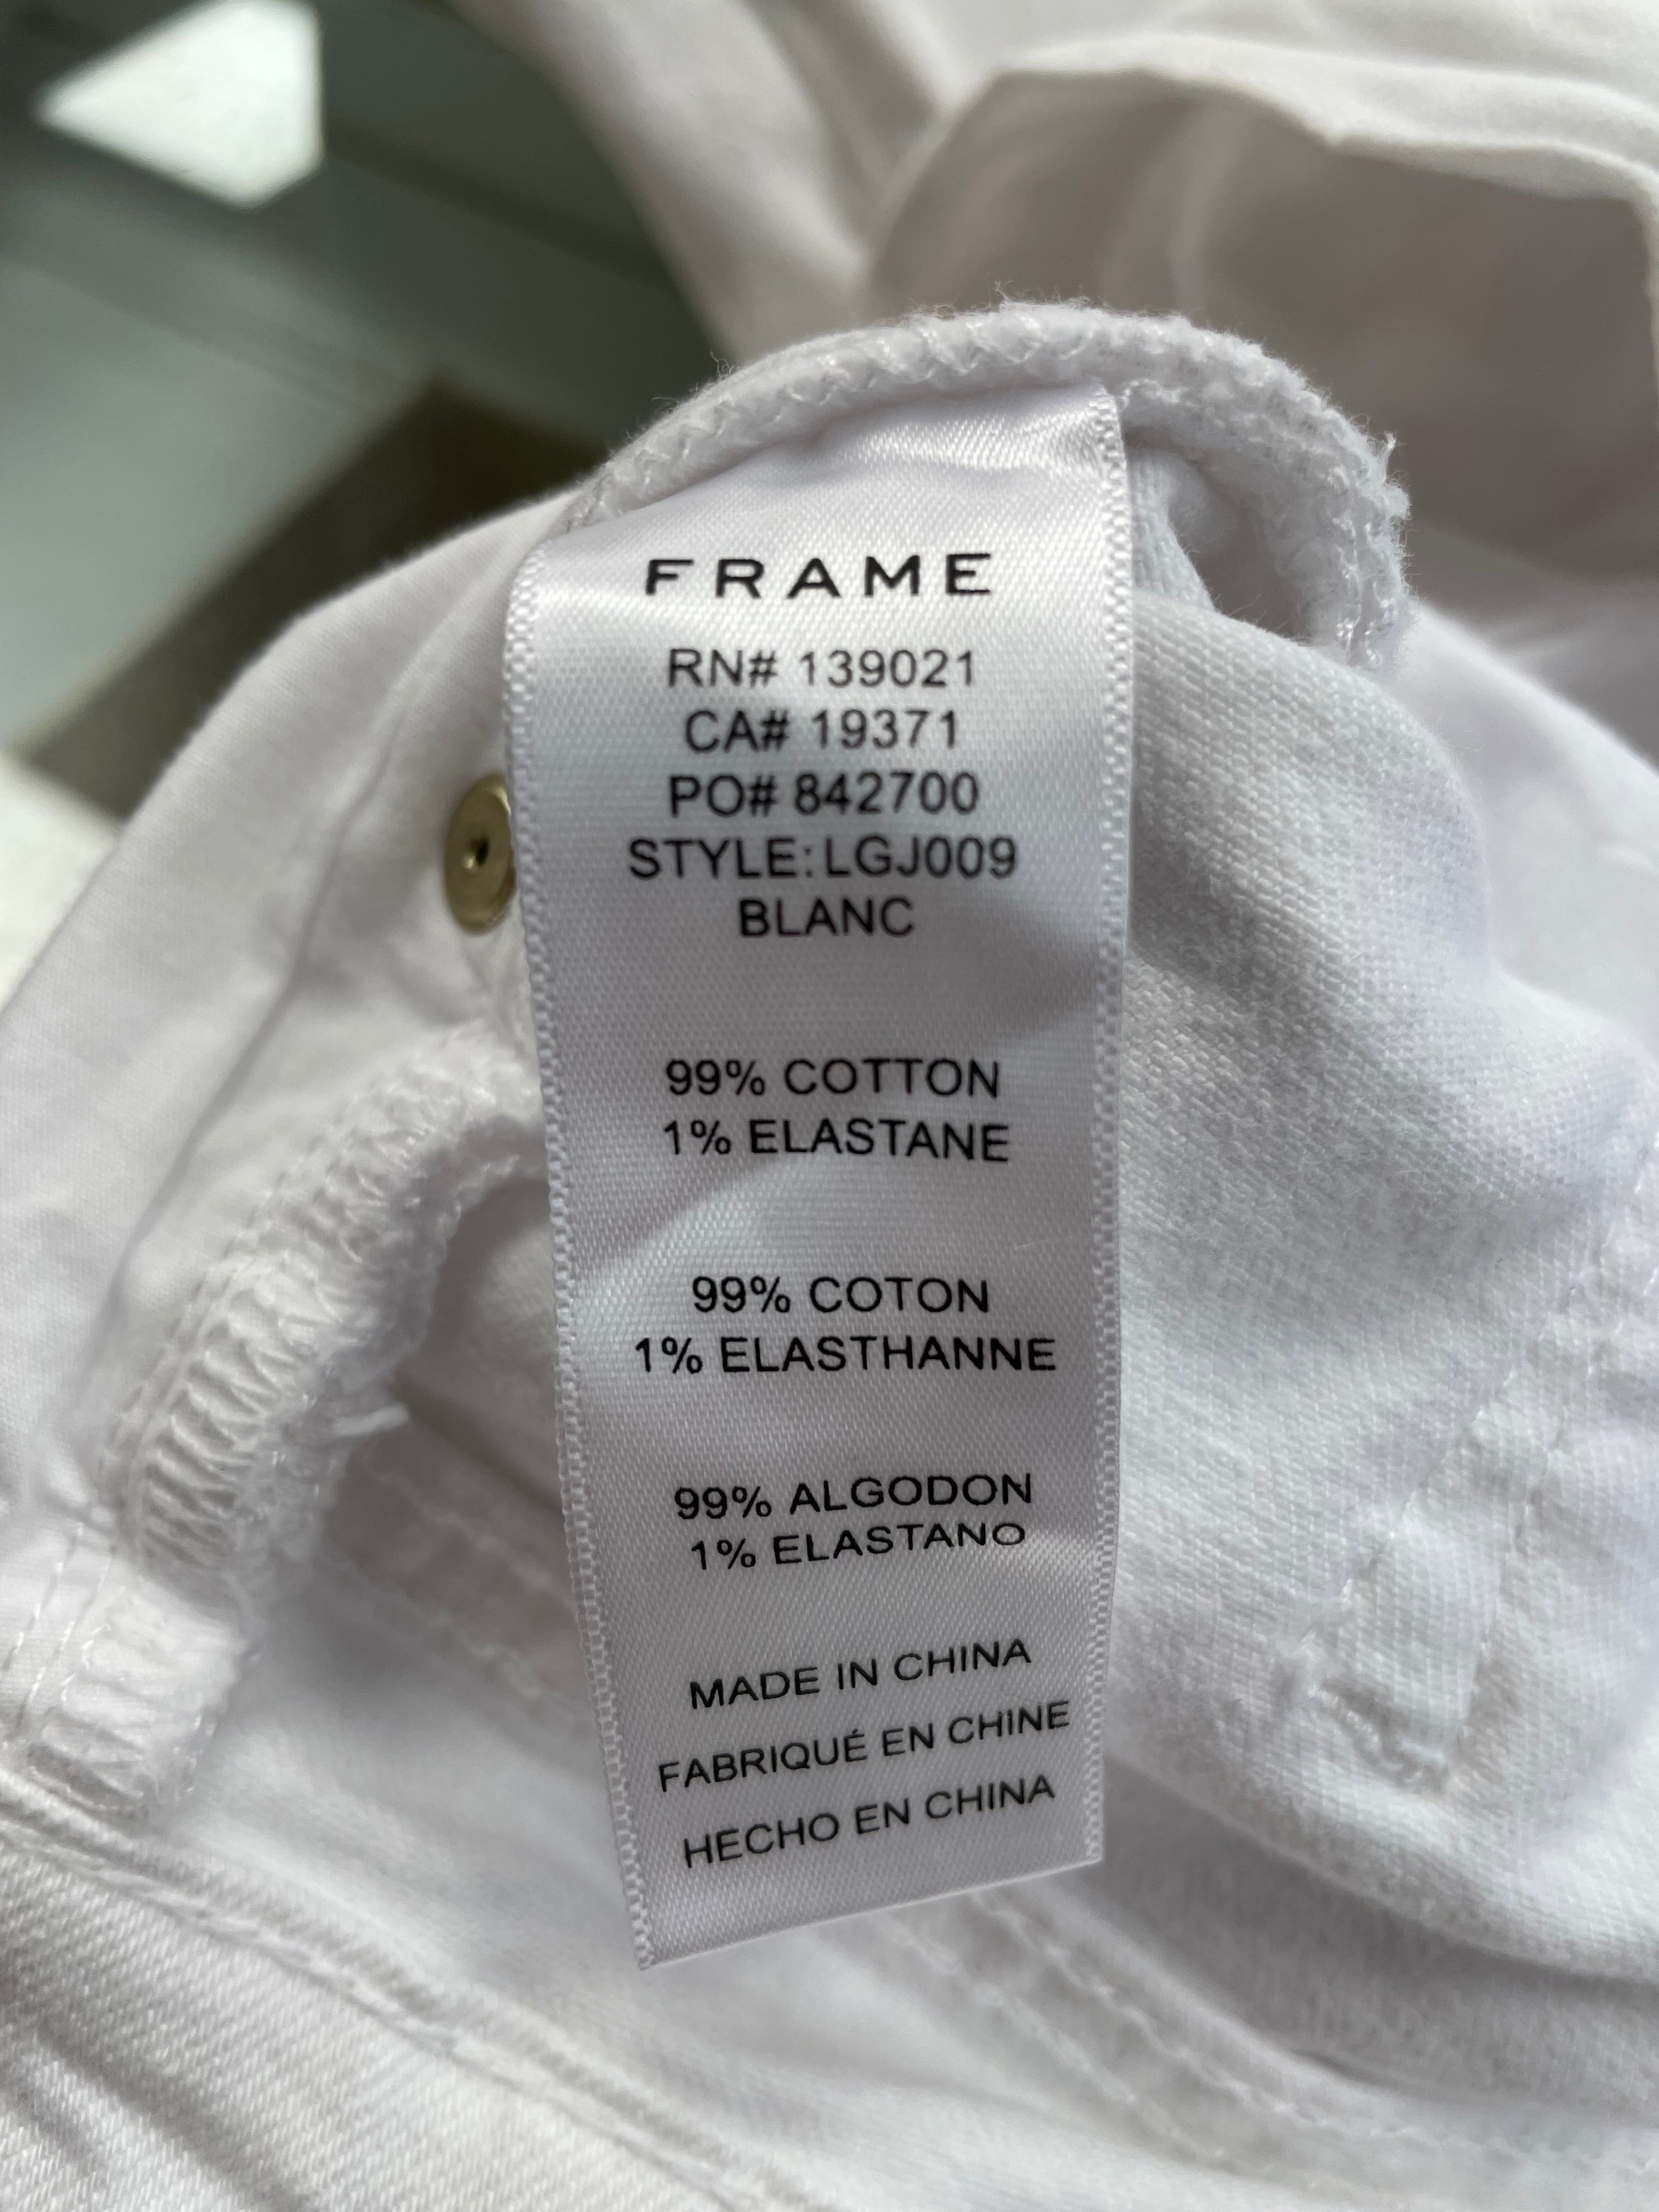 FRAME
RN# 139021
CA# 19371
PO# 842700
STYLE:LGJ009
BLANC
99% COTTON
1% ELASTANE
99% COTON
1% ELASTHANNE
99% ALGODON
1% ELASTANO
MADE IN CHINA
FABRIQUÉ EN CHINE
HECHO EN CHINA